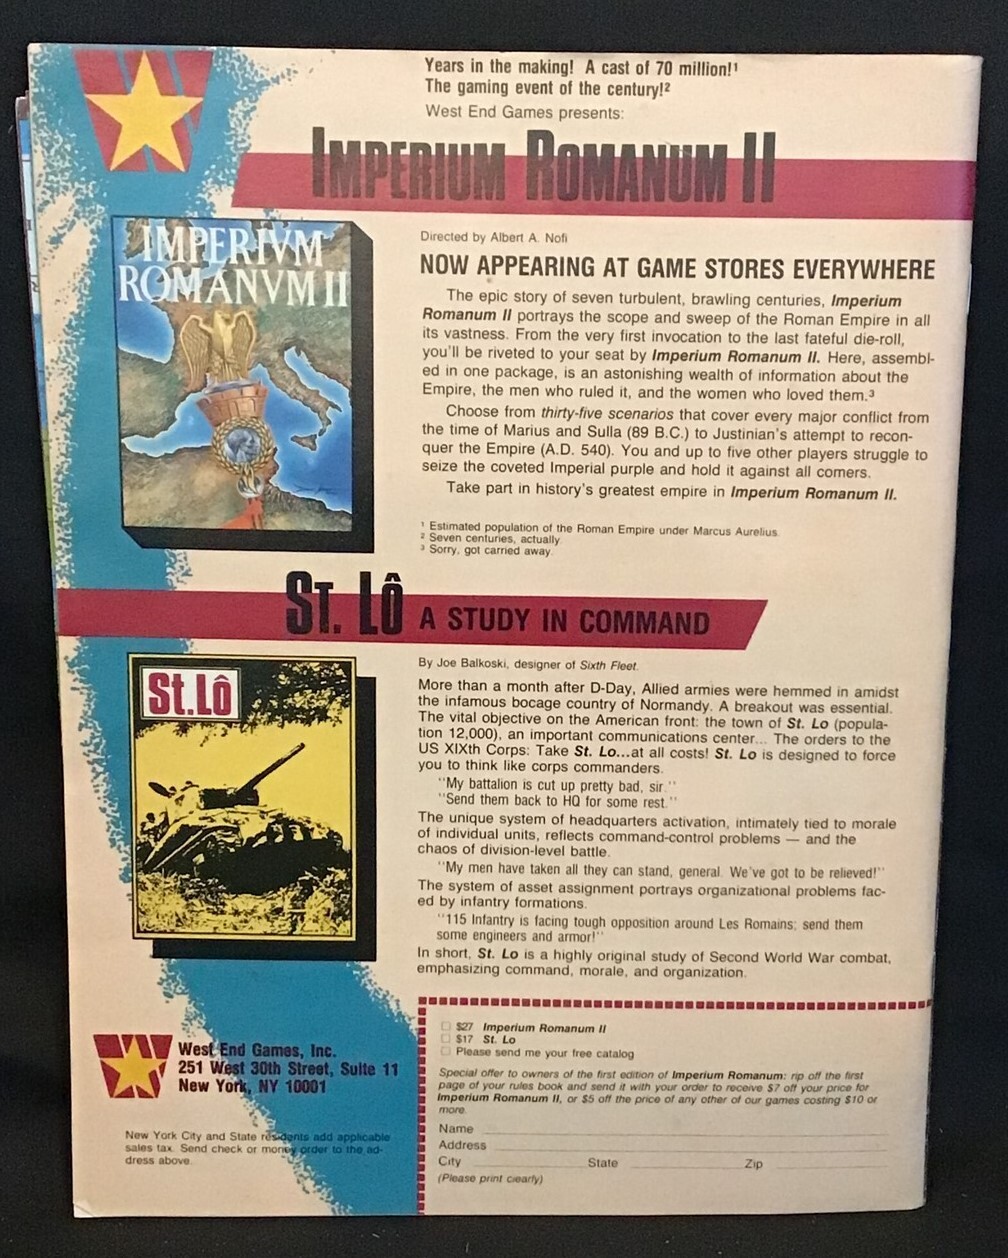 Years in the making! A cast of 70 million!¹
The gaming event of the century!²
West End Games presents:
IMPERIUM ROMANUM II
IMPERIVM
ROMANVM II
Directed by Albert A. Nofi
NOW APPEARING AT GAME STORES EVERYWHERE
The epic story of seven turbulent, brawling centuries, Imperium
Romanum II portrays the scope and sweep of the Roman Empire in all
its vastness. From the very first invocation to the last fateful die-roll,
you'll be riveted to your seat by Imperium Romanum II. Here, assembl-
ed in one package, is an astonishing wealth of information about the
Empire, the men who ruled it, and the women who loved them.³
Choose from thirty-five scenarios that cover every major conflict from
the time of Marius and Sulla (89 B.C.) to Justinian's attempt to recon-
quer the Empire (A.D. 540). You and up to five other players struggle to
seize the coveted Imperial purple and hold it against all comers.
Take part in history's greatest empire in Imperium Romanum II.
¹ Estimated population of the Roman Empire under Marcus Aurelius.
² Seven centuries, actually.
³ Sorry, got carried away.
ST. LÔ A STUDY IN COMMAND
St.Lô
By Joe Balkoski, designer of Sixth Fleet.
More than a month after D-Day, Allied armies were hemmed in amidst
the infamous bocage country of Normandy. A breakout was essential.
The vital objective on the American front: the town of St. Lo (popula-
tion 12,000), an important communications center... The orders to the
US XIXth Corps: Take St. Lo...at all costs! St. Lo is designed to force
you to think like corps commanders.
"My battalion is cut up pretty bad, sir."
"Send them back to HQ for some rest."
The unique system of headquarters activation, intimately tied to morale
of individual units, reflects command-control problems — and the
chaos of division-level battle.
"My men have taken all they can stand, general. We've got to be relieved!"
The system of asset assignment portrays organizational problems fac-
ed by infantry formations.
"115 Infantry is facing tough opposition around Les Romains; send them
some engineers and armor!"
In short, St. Lo is a highly original study of Second World War combat,
emphasizing command, morale, and organization.
West End Games, Inc.
251 West 30th Street, Suite 11
New York, NY 10001
New York City and State residents add applicable
sales tax. Send check or money order to the ad-
dress above.
□ $27 Imperium Romanum II
□ $17 St. Lo
□ Please send me your free catalog
Special offer to owners of the first edition of Imperium Romanum: rip off the first
page of your rules book and send it with your order to receive $7 off your price for
Imperium Romanum II, or $5 off the price of any other of our games costing $10 or
more.
Name
Address
City State Zip
(Please print clearly)